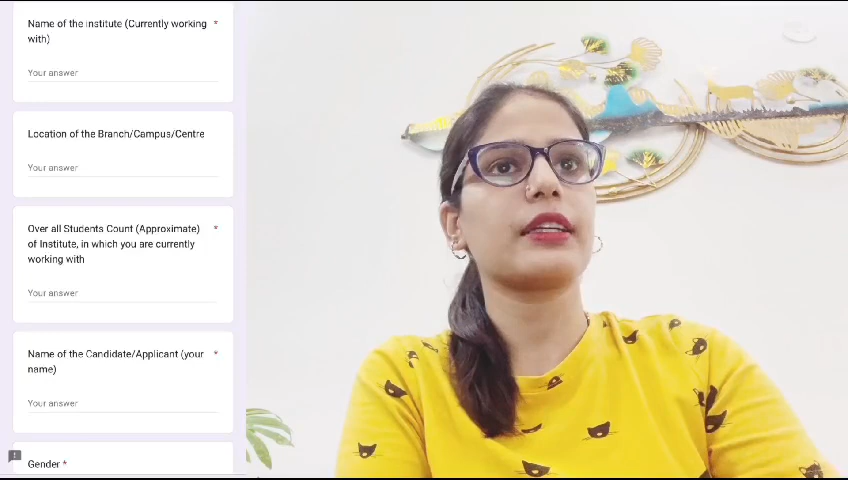 Name of the institute (Currently working *
with)
Your answer
Location of the Branch/Campus/Centre
Your answer
Over all Students Count (Approximate) *
of Institute, in which you are currently
working with
Your answer
Name of the Candidate/Applicant (your *
name)
Your answer
Gender *